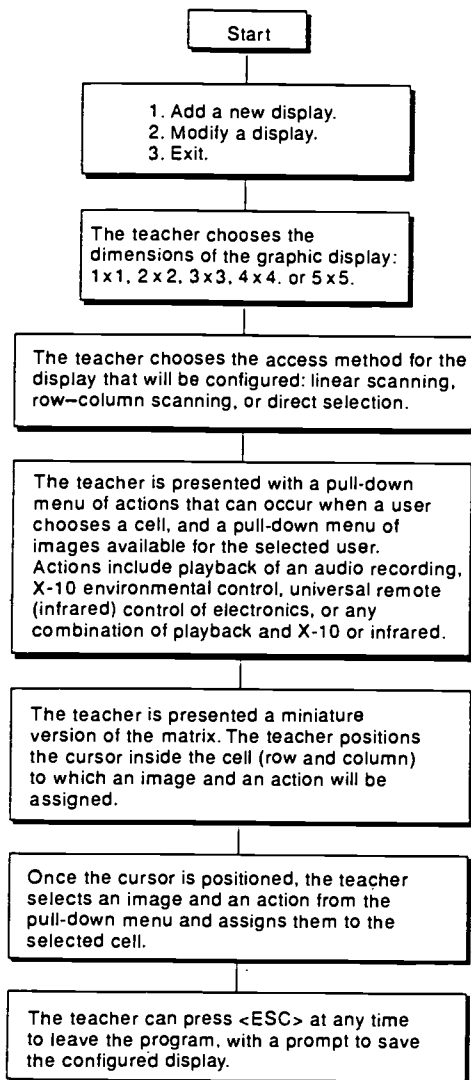 Start
1. Add a new display.
2. Modify a display.
3. Exit.
The teacher chooses the
dimensions of the graphic display:
1x1, 2x2, 3x3, 4x4. or 5x5.
The teacher chooses the access method for the
display that will be configured: linear scanning,
row–column scanning, or direct selection.
The teacher is presented with a pull-down
menu of actions that can occur when a user
chooses a cell, and a pull-down menu of
images available for the selected user.
Actions include playback of an audio recording,
X-10 environmental control, universal remote
(infrared) control of electronics, or any
combination of playback and X-10 or infrared.
The teacher is presented a miniature
version of the matrix. The teacher positions
the cursor inside the cell (row and column)
to which an image and an action will be
assigned.
Once the cursor is positioned, the teacher
selects an image and an action from the
pull-down menu and assigns them to the
selected cell.
The teacher can press <ESC> at any time
to leave the program, with a prompt to save
the configured display.